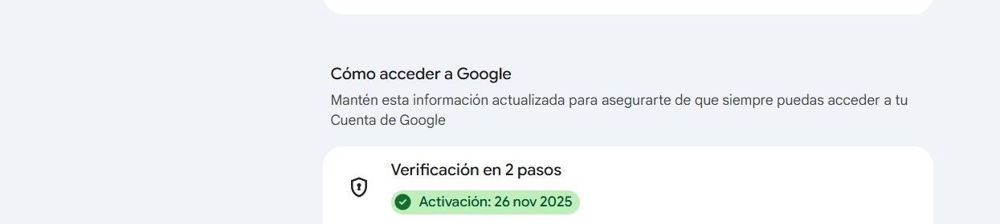 Cómo acceder a Google
Mantén esta información actualizada para asegurarte de que siempre puedas acceder a tu
Cuenta de Google
Verificación en 2 pasos
Activación: 26 nov 2025